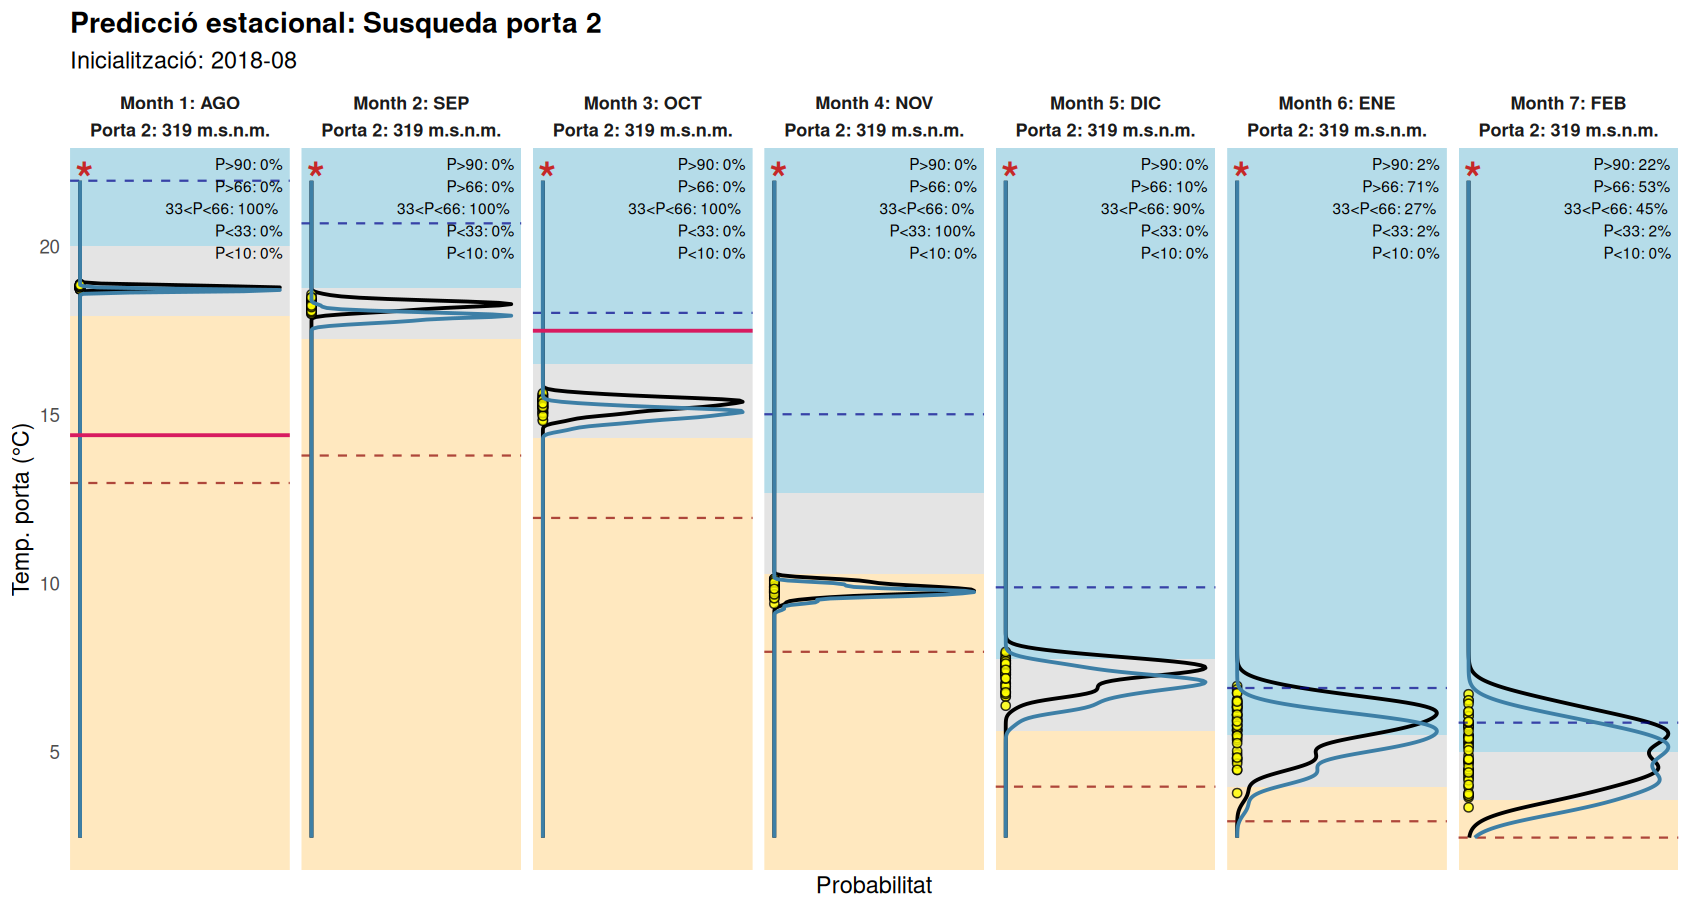 Predicció estacional: Susqueda porta 2
Inicialització: 2018-08
Month 1: AGO
Porta 2: 319 m.s.n.m.
Month 2: SEP
Porta 2: 319 m.s.n.m.
Month 3: OCT
Porta 2: 319 m.s.n.m.
Month 4: NOV
Porta 2: 319 m.s.n.m.
Month 5: DIC
Porta 2: 319 m.s.n.m.
Month 6: ENE
Porta 2: 319 m.s.n.m.
Month 7: FEB
Porta 2: 319 m.s.n.m.
*
P>90: 0%
P>66: 0%
33<P<66: 100%
P<33: 0%
P<10: 0%
*
P>90: 0%
P>66: 0%
33<P<66: 100%
P<33: 0%
P<10: 0%
*
P>90: 0%
P>66: 0%
33<P<66: 100%
P<33: 0%
P<10: 0%
*
P>90: 0%
P>66: 0%
33<P<66: 0%
P<33: 100%
P<10: 0%
*
P>90: 0%
P>66: 10%
33<P<66: 90%
P<33: 0%
P<10: 0%
*
P>90: 2%
P>66: 71%
33<P<66: 27%
P<33: 2%
P<10: 0%
*
P>90: 22%
P>66: 53%
33<P<66: 45%
P<33: 2%
P<10: 0%
Temp. porta (°C)
20
15
10
5
Probabilitat